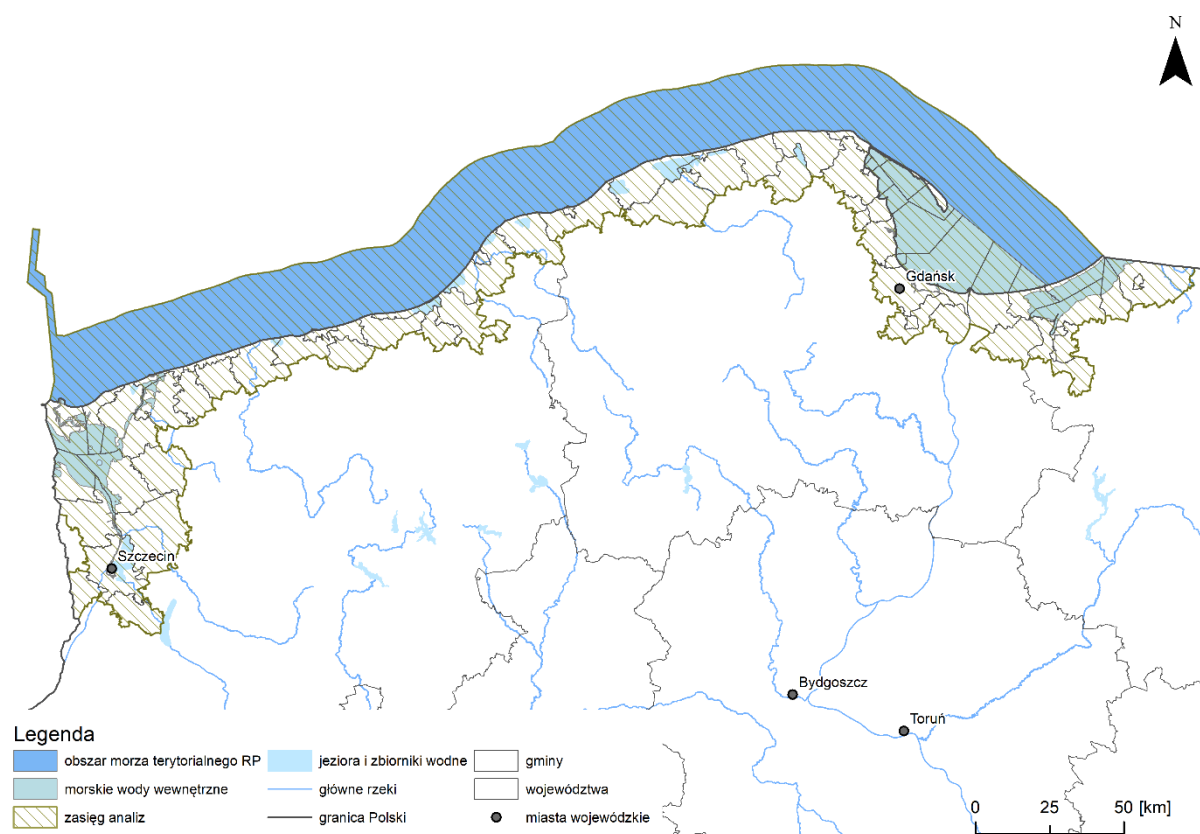 N
Gdańsk
Szczecin
Bydgoszcz
Toruń
Legenda
obszar morza terytorialnego RP
jeziora i zbiorniki wodne
gminy
morskie wody wewnętrzne
główne rzeki
województwa
zasięg analiz
granica Polski
miasta wojewódzkie
0 25 50 [km]